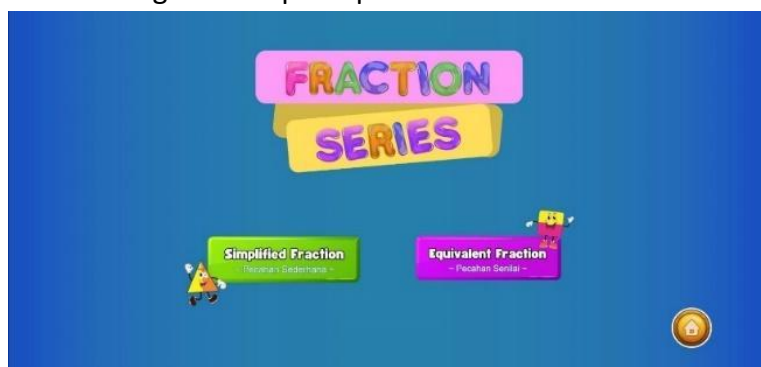 FRACTION
SERIES
Simplified Fraction
~ Pecahan Sederhana ~
Equivalent Fraction
~ Pecahan Senilai ~